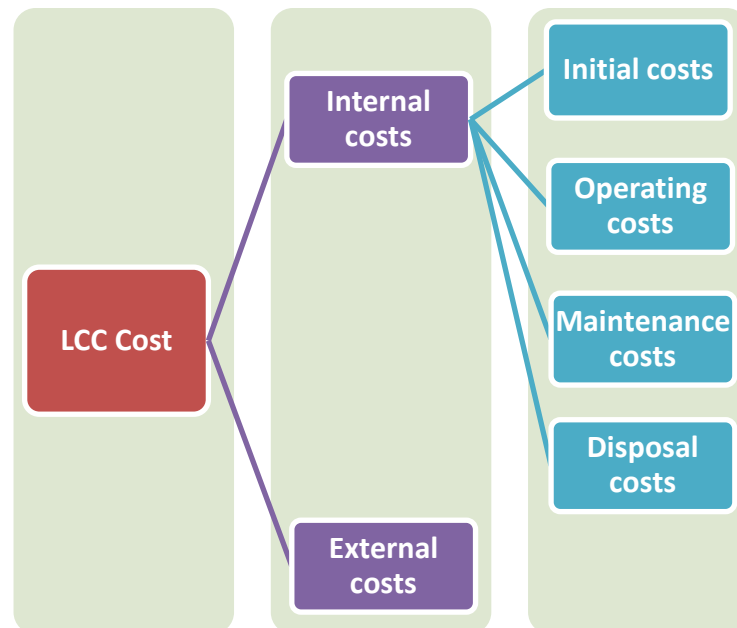 LCC Cost
Internal
costs
External
costs
Initial costs
Operating
costs
Maintenance
costs
Disposal
costs